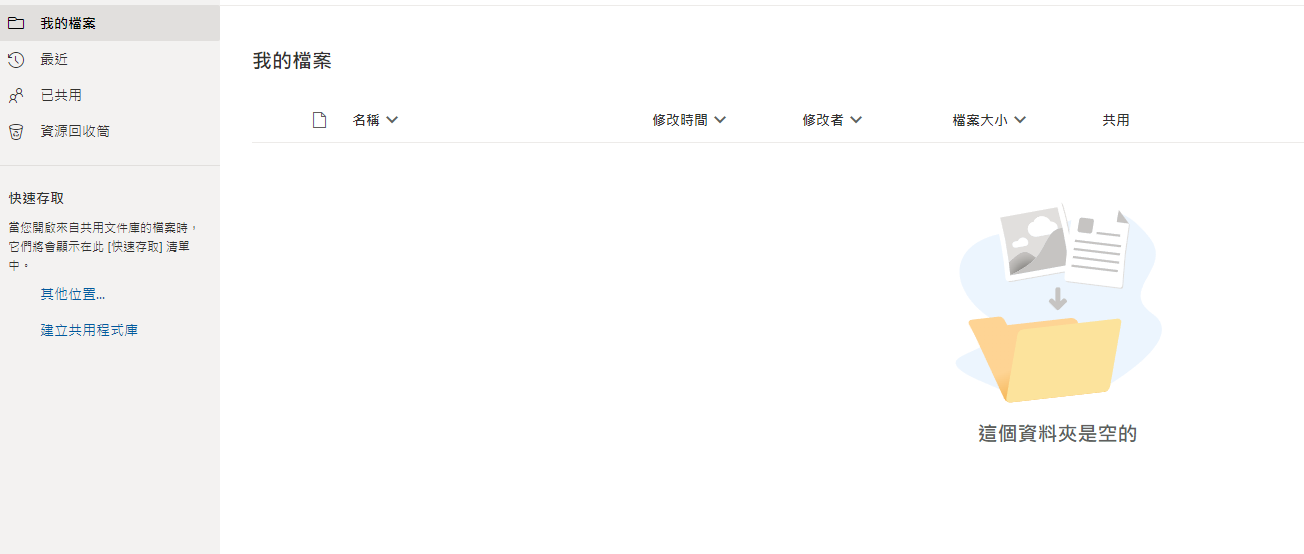 我的檔案
最近
已共用
資源回收筒
快速存取
當您開啟來自共用文件庫的檔案時，
它們將會顯示在此 [快速存取] 清單
中。
其他位置...
建立共用程式庫
我的檔案
名稱 修改時間 修改者 檔案大小 共用
這個資料夾是空的